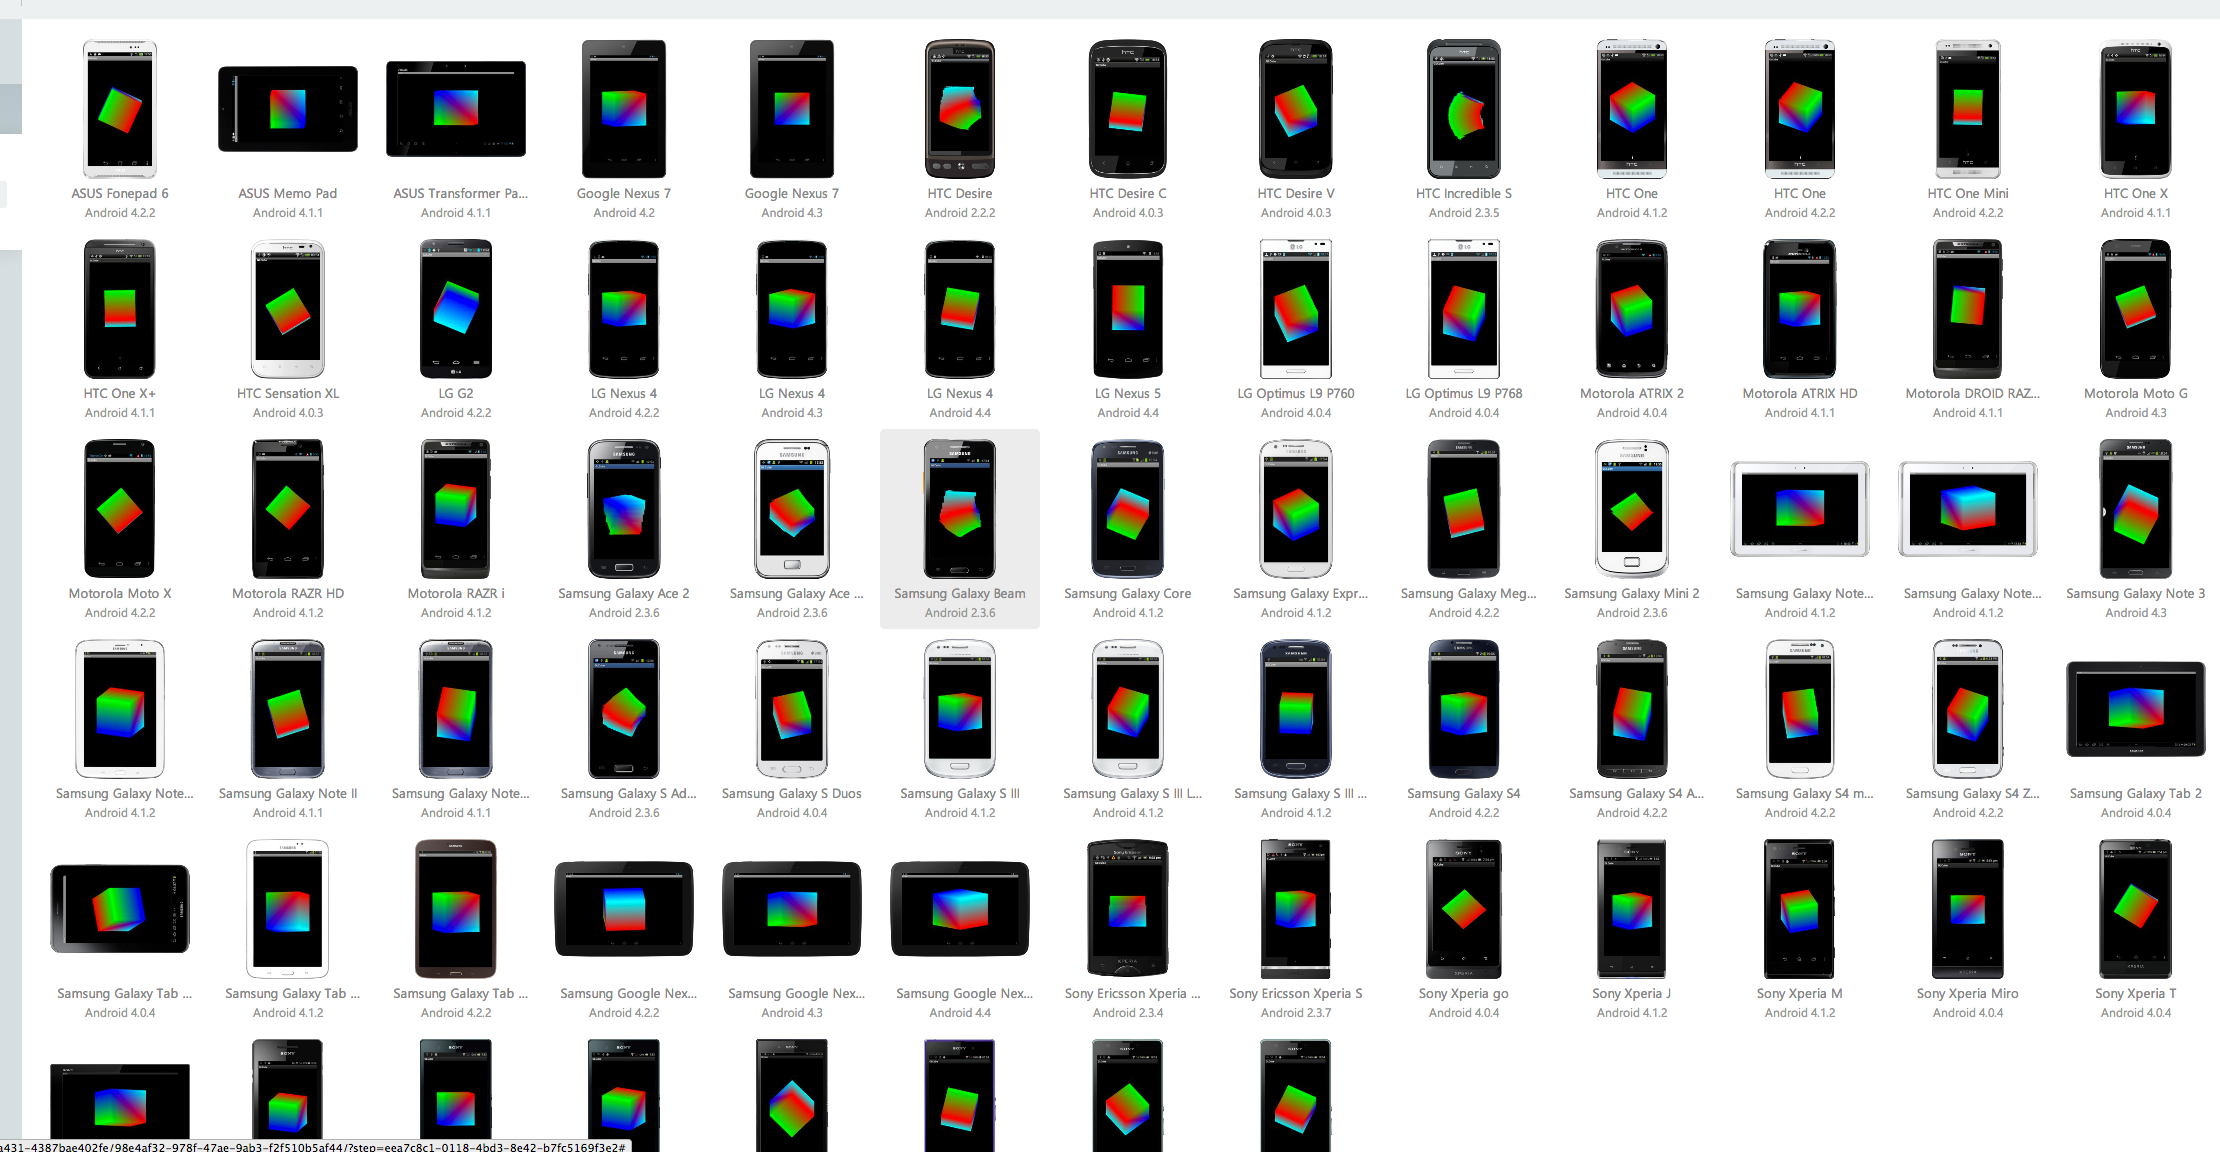 ASUS Fonepad 6
Android 4.2.2
ASUS Memo Pad
Android 4.1.1
ASUS Transformer Pa...
Android 4.1.1
Google Nexus 7
Android 4.2
Google Nexus 7
Android 4.3
HTC Desire
Android 2.2.2
HTC Desire C
Android 4.0.3
HTC Desire V
Android 4.0.3
HTC Incredible S
Android 2.3.5
HTC One
Android 4.1.2
HTC One
Android 4.2.2
HTC One Mini
Android 4.2.2
HTC One X
Android 4.1.1
HTC One X+
Android 4.1.1
HTC Sensation XL
Android 4.0.3
LG G2
Android 4.2.2
LG Nexus 4
Android 4.2.2
LG Nexus 4
Android 4.3
LG Nexus 4
Android 4.4
LG Nexus 5
Android 4.4
LG Optimus L9 P760
Android 4.0.4
LG Optimus L9 P768
Android 4.0.4
Motorola ATRIX 2
Android 4.0.4
Motorola ATRIX HD
Android 4.1.1
Motorola DROID RAZ...
Android 4.1.1
Motorola Moto G
Android 4.3
Motorola Moto X
Android 4.2.2
Motorola RAZR HD
Android 4.1.2
Motorola RAZR i
Android 4.1.2
Samsung Galaxy Ace 2
Android 2.3.6
Samsung Galaxy Ace ...
Android 2.3.6
Samsung Galaxy Beam
Android 2.3.6
Samsung Galaxy Core
Android 4.1.2
Samsung Galaxy Expr...
Android 4.1.2
Samsung Galaxy Meg...
Android 4.2.2
Samsung Galaxy Mini 2
Android 2.3.6
Samsung Galaxy Note...
Android 4.1.2
Samsung Galaxy Note...
Android 4.1.2
Samsung Galaxy Note 3
Android 4.3
Samsung Galaxy Note...
Android 4.1.2
Samsung Galaxy Note II
Android 4.1.1
Samsung Galaxy Note...
Android 4.1.1
Samsung Galaxy S Ad...
Android 2.3.6
Samsung Galaxy S Duos
Android 4.0.4
Samsung Galaxy S III
Android 4.1.2
Samsung Galaxy S III L...
Android 4.1.2
Samsung Galaxy S III ...
Android 4.1.2
Samsung Galaxy S4
Android 4.2.2
Samsung Galaxy S4 A...
Android 4.2.2
Samsung Galaxy S4 m...
Android 4.2.2
Samsung Galaxy S4 Z...
Android 4.2.2
Samsung Galaxy Tab 2
Android 4.0.4
Samsung Galaxy Tab ...
Android 4.0.4
Samsung Galaxy Tab ...
Android 4.1.2
Samsung Galaxy Tab ...
Android 4.2.2
Samsung Google Nex...
Android 4.2.2
Samsung Google Nex...
Android 4.3
Samsung Google Nex...
Android 4.4
Sony Ericsson Xperia ...
Android 2.3.4
Sony Ericsson Xperia S
Android 2.3.7
Sony Xperia go
Android 4.0.4
Sony Xperia J
Android 4.1.2
Sony Xperia M
Android 4.1.2
Sony Xperia Miro
Android 4.0.4
Sony Xperia T
Android 4.0.4
a431-4387bae402fe/98e4af32-978f-47ae-9ab3-f2f510b5af44/?step=eea7c8c1-0118-4bd3-8e42-b7fc5169f3e2#